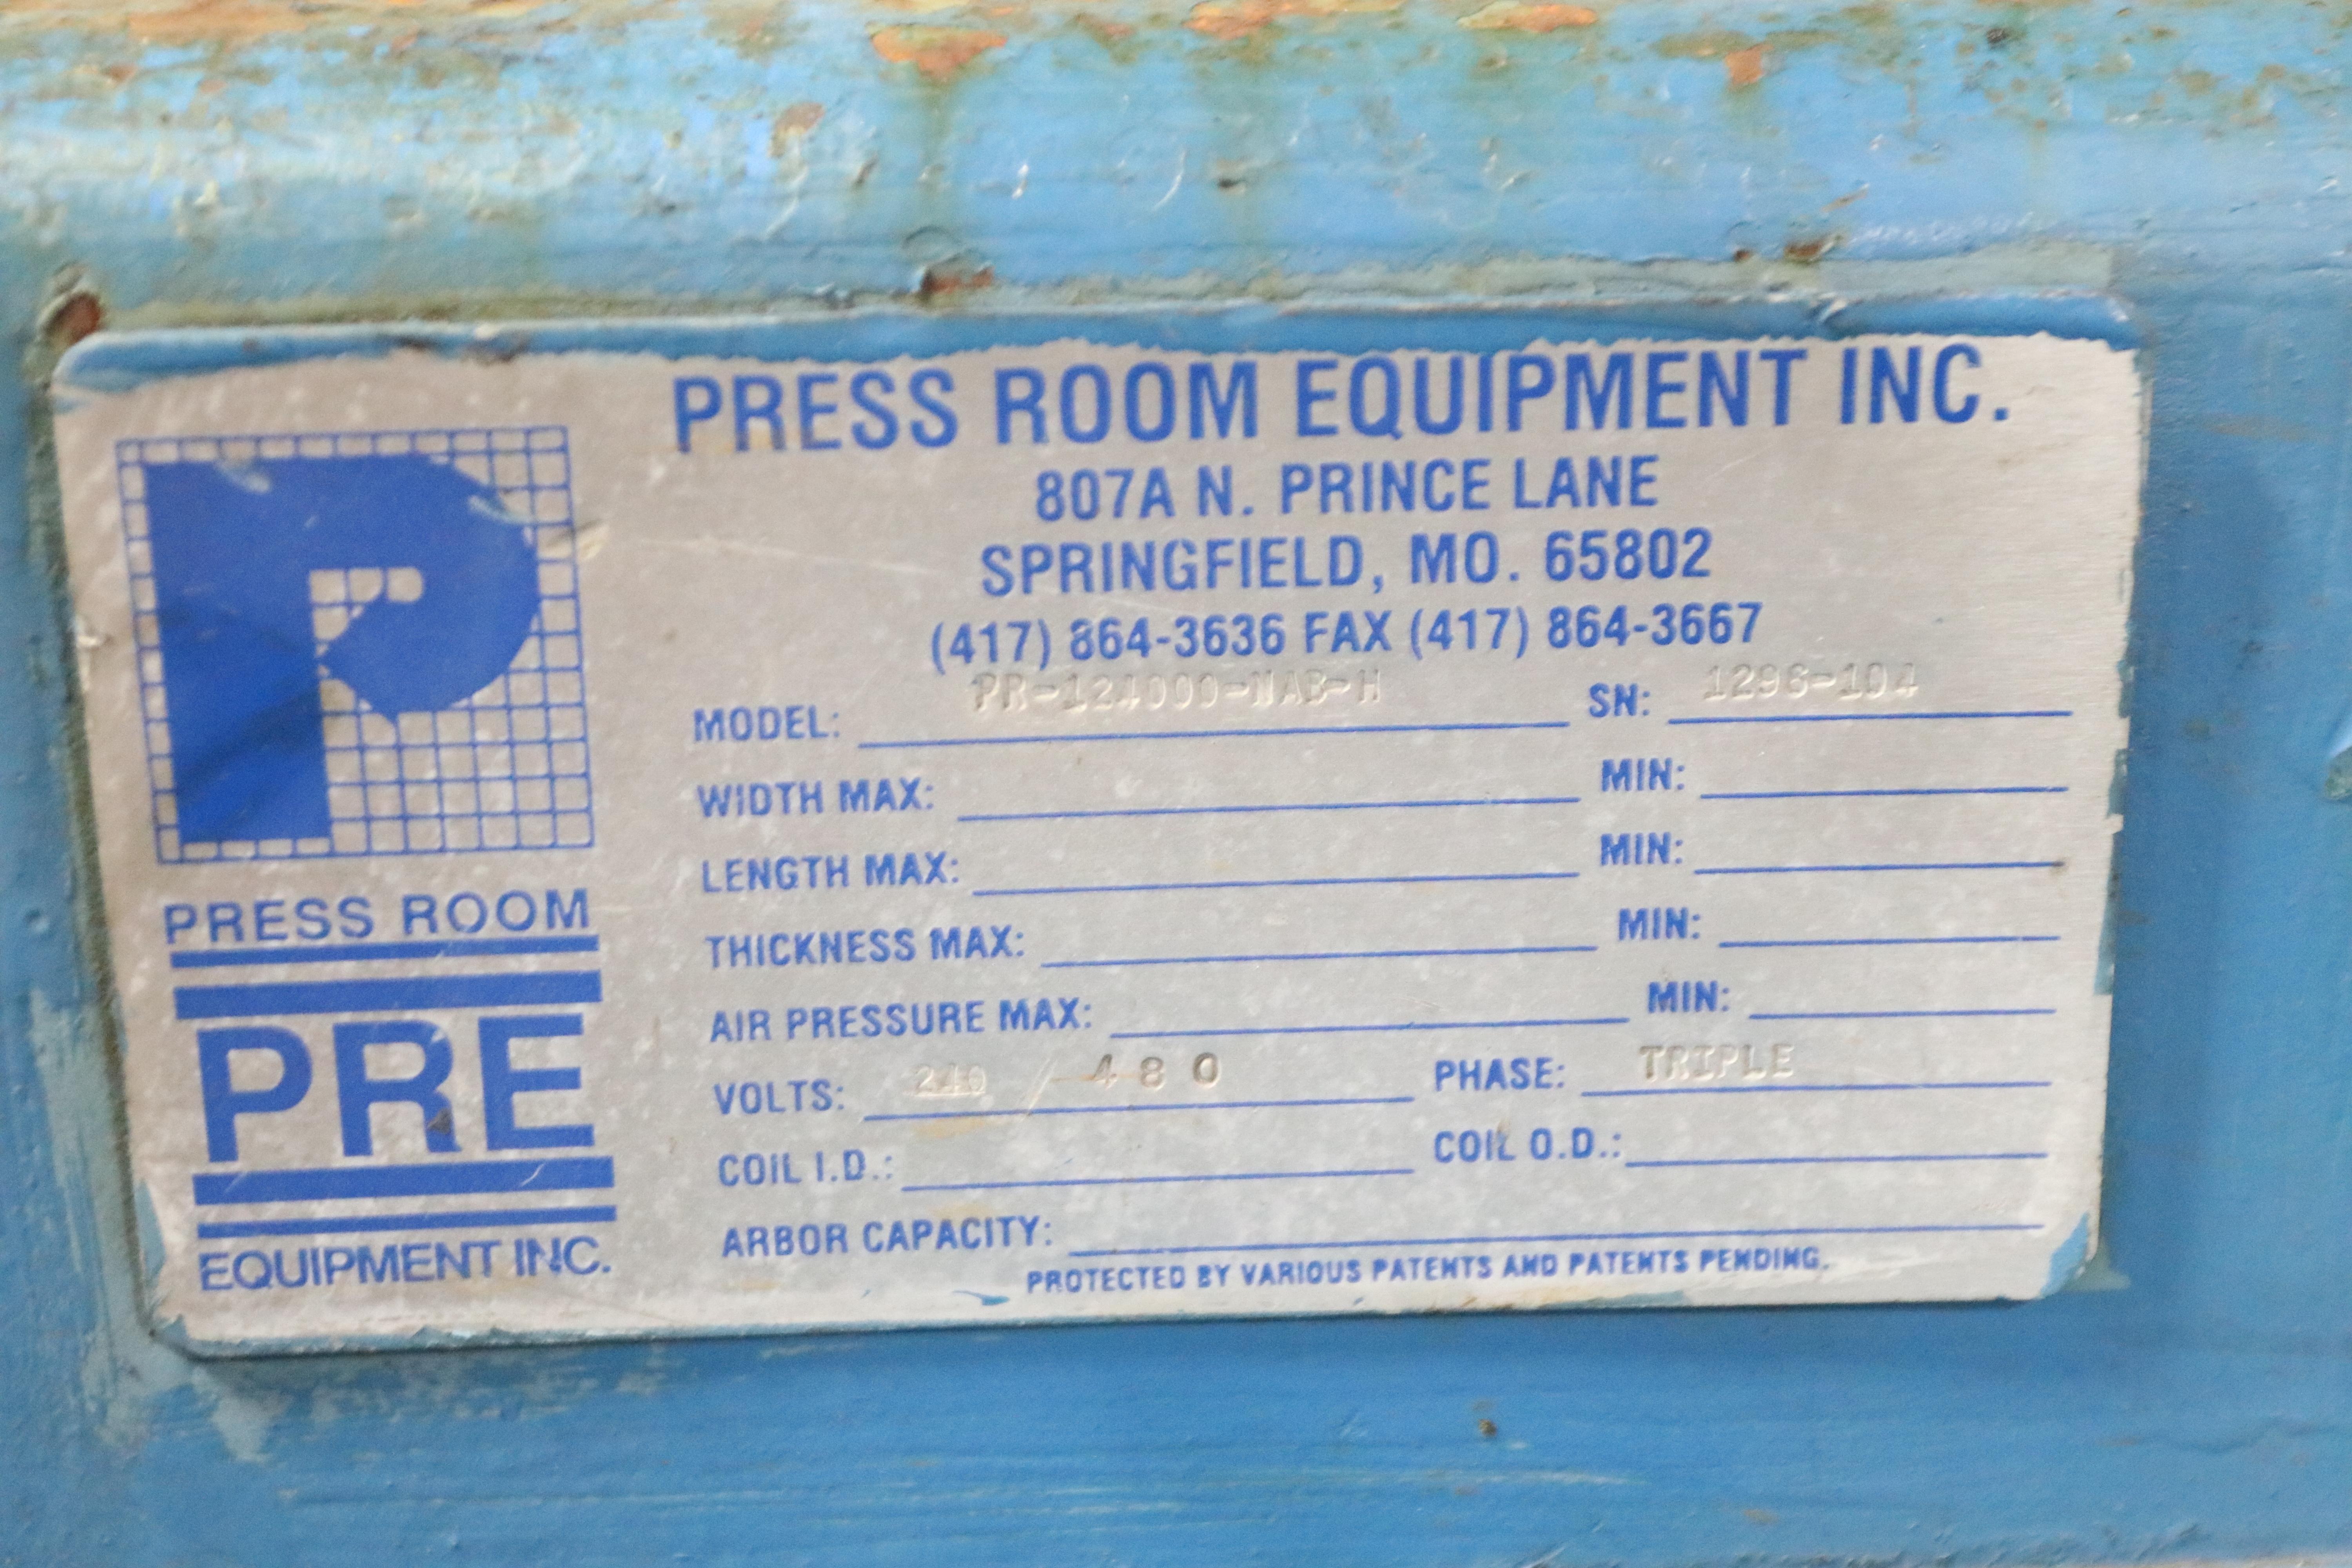 PRESS ROOM EQUIPMENT INC.
807A N. PRINCE LANE
SPRINGFIELD, MO. 65802
(417) 864-3636 FAX (417) 864-3667
MODEL: PR-124000-NAB-H SN: 1296-104
WIDTH MAX: MIN:
LENGTH MAX: MIN:
THICKNESS MAX: MIN:
AIR PRESSURE MAX: MIN:
VOLTS: 240 / 480 PHASE: TRIPLE
COIL I.D.: COIL O.D.:
ARBOR CAPACITY:
PROTECTED BY VARIOUS PATENTS AND PATENTS PENDING.
P
PRESS ROOM
PRE
EQUIPMENT INC.